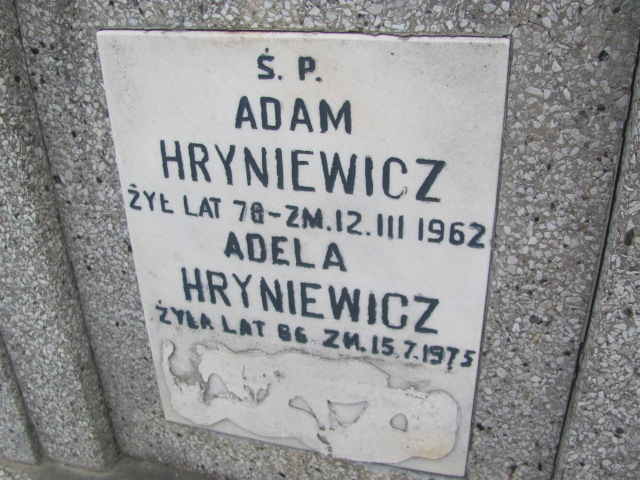 Ś. P.
ADAM
HRYNIEWICZ
ŻYŁ LAT 78-ZM.12.III 1962
ADELA
HRYNIEWICZ
ŻYŁA LAT 86 ZM.15.7.1975